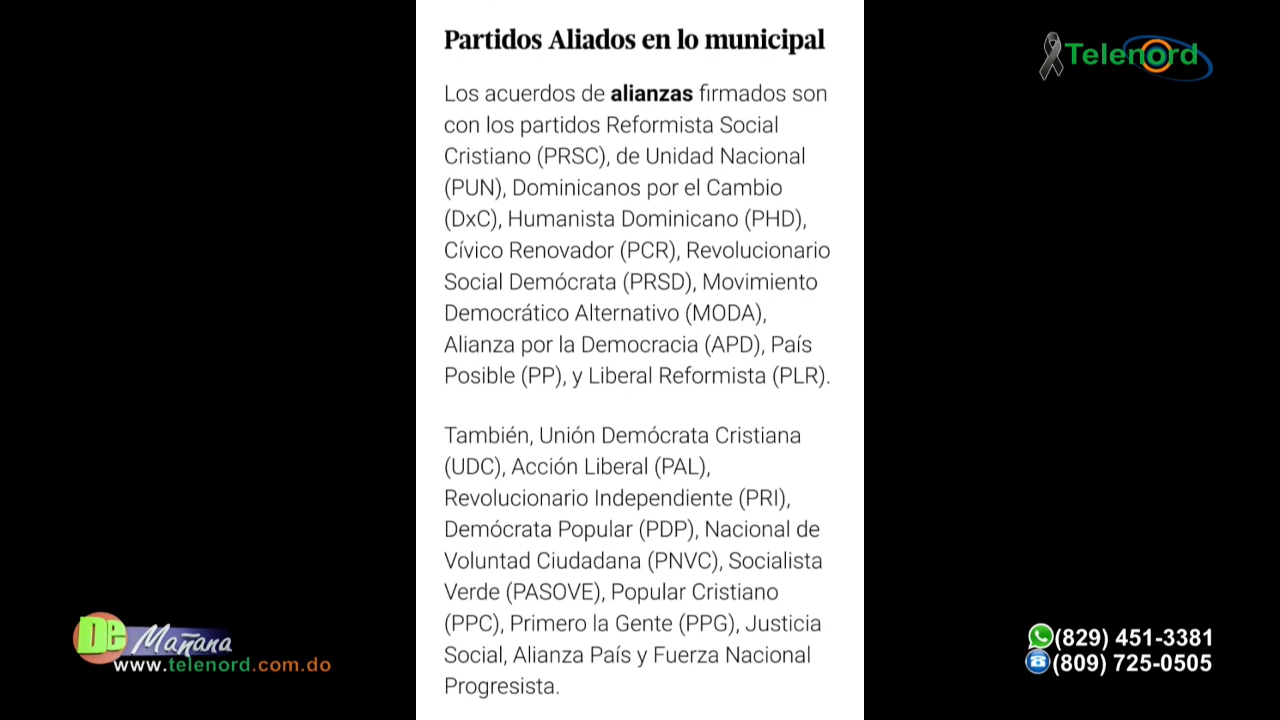 Partidos Aliados en lo municipal
Los acuerdos de alianzas firmados son
con los partidos Reformista Social
Cristiano (PRSC), de Unidad Nacional
(PUN), Dominicanos por el Cambio
(DxC), Humanista Dominicano (PHD),
Cívico Renovador (PCR), Revolucionario
Social Demócrata (PRSD), Movimiento
Democrático Alternativo (MODA),
Alianza por la Democracia (APD), País
Posible (PP), y Liberal Reformista (PLR).
También, Unión Demócrata Cristiana
(UDC), Acción Liberal (PAL),
Revolucionario Independiente (PRI),
Demócrata Popular (PDP), Nacional de
Voluntad Ciudadana (PNVC), Socialista
Verde (PASOVE), Popular Cristiano
(PPC), Primero la Gente (PPG), Justicia
Social, Alianza País y Fuerza Nacional
Progresista.
Telenord
De Mañana
www.telenord.com.do
(829) 451-3381
(809) 725-0505